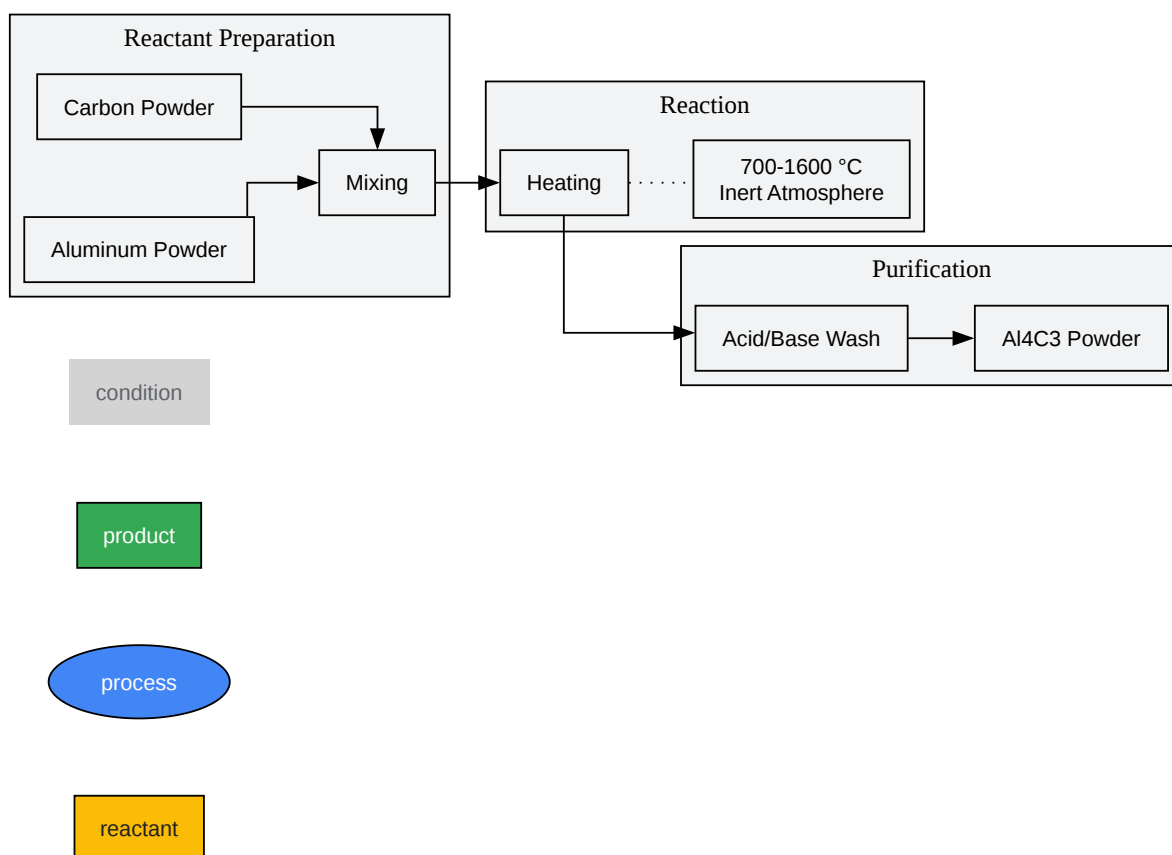 Reactant Preparation
Carbon Powder
Mixing
Aluminum Powder
Reaction
Heating
700-1600 °C
Inert Atmosphere
Purification
Acid/Base Wash
Al4C3 Powder
condition
product
process
reactant